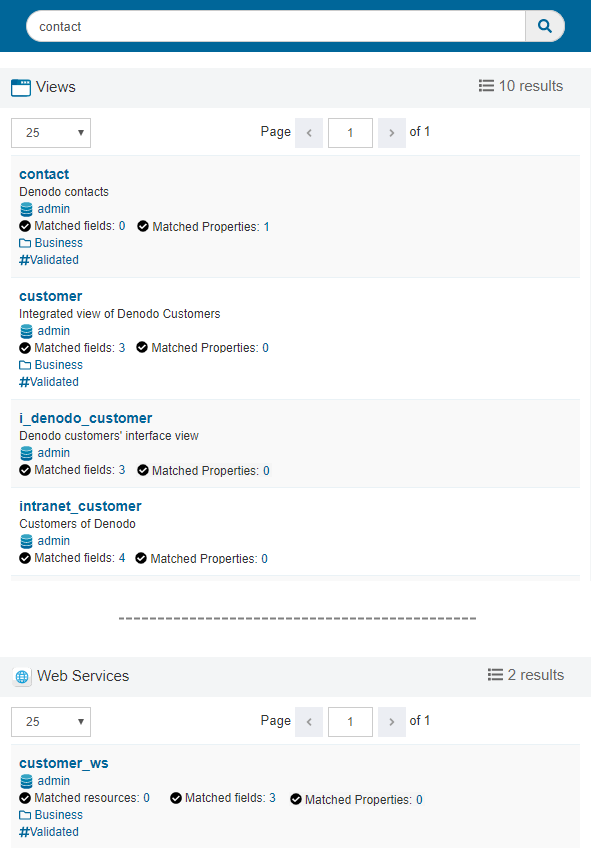 contact
Views
10 results
25
Page
1
of 1
contact
Denodo contacts
admin
Matched fields: 0 Matched Properties: 1
Business
#Validated
customer
Integrated view of Denodo Customers
admin
Matched fields: 3 Matched Properties: 0
Business
#Validated
i_denodo_customer
Denodo customers' interface view
admin
Matched fields: 3 Matched Properties: 0
intranet_customer
Customers of Denodo
admin
Matched fields: 4 Matched Properties: 0
Web Services
2 results
25
Page
1
of 1
customer_ws
admin
Matched resources: 0 Matched fields: 3 Matched Properties: 0
Business
#Validated